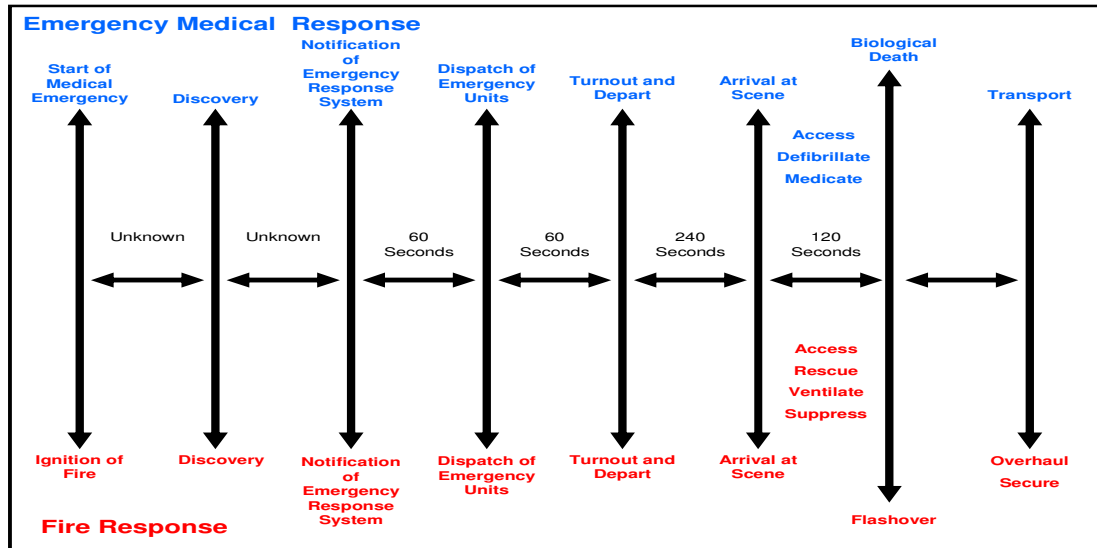 Emergency Medical Response
Start of
Medical
Emergency
Discovery
Notification
of
Emergency
Response
System
Dispatch of
Emergency
Units
Turnout and
Depart
Arrival at
Scene
Biological
Death
Transport
Access
Defibrillate
Medicate
Unknown
Unknown
60
Seconds
60
Seconds
240
Seconds
120
Seconds
Access
Rescue
Ventilate
Suppress
Ignition of
Fire
Discovery
Notification
of
Emergency
Response
System
Dispatch of
Emergency
Units
Turnout and
Depart
Arrival at
Scene
Flashover
Overhaul
Secure
Fire Response